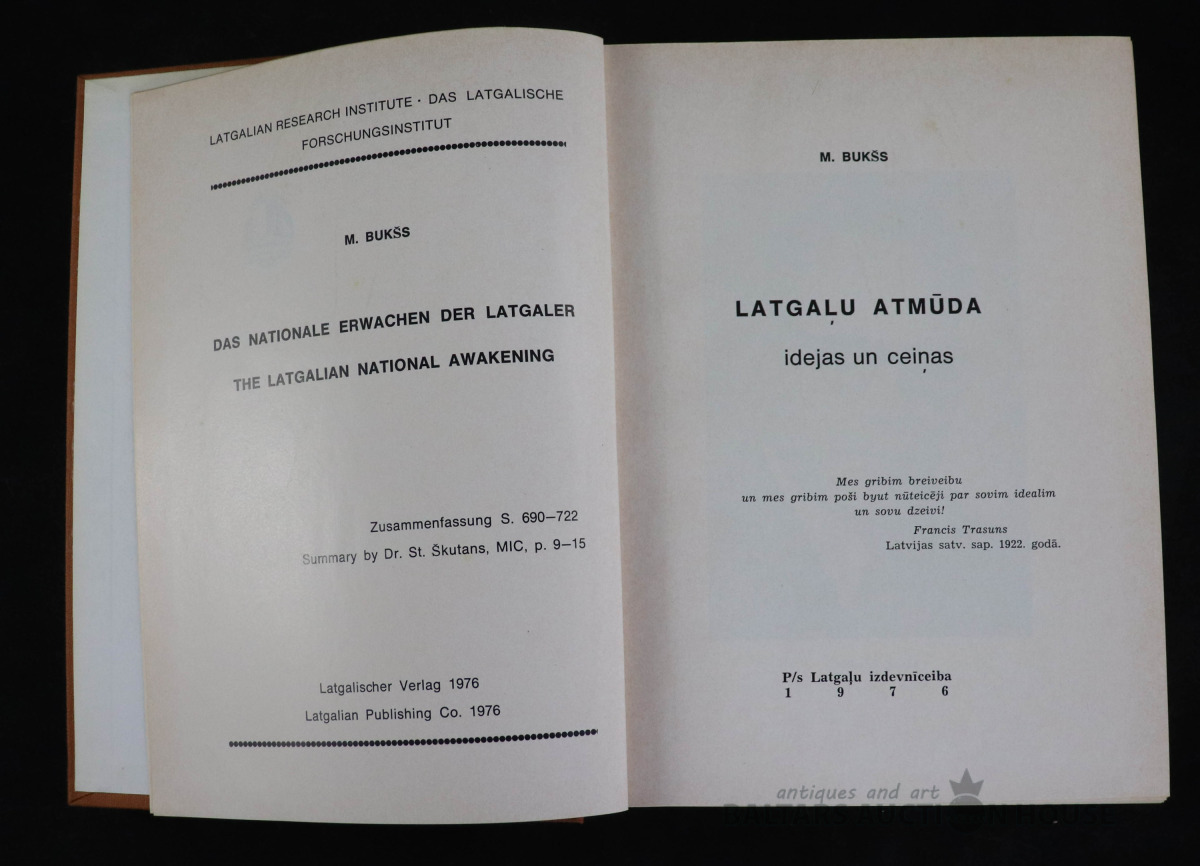 LATGALIAN RESEARCH INSTITUTE · DAS LATGALISCHE
FORSCHUNGSINSTITUT
M. BUKŠS
DAS NATIONALE ERWACHEN DER LATGALER
THE LATGALIAN NATIONAL AWAKENING
Zusammenfassung S. 690—722
Summary by Dr. St. Škutans, MIC, p. 9—15
Latgalischer Verlag 1976
Latgalian Publishing Co. 1976
M. BUKŠS
LATGAĻU ATMŪDA
idejas un ceiņas
Mes gribim breiveibu
un mes gribim poši byut nūteicēji par sovim idealim
un sovu dzeivi!
Francis Trasuns
Latvijas satv. sap. 1922. godā.
P/s Latgaļu izdevnīceiba
1 9 7 6
antiques and art
BALTARS AUCTION HOUSE